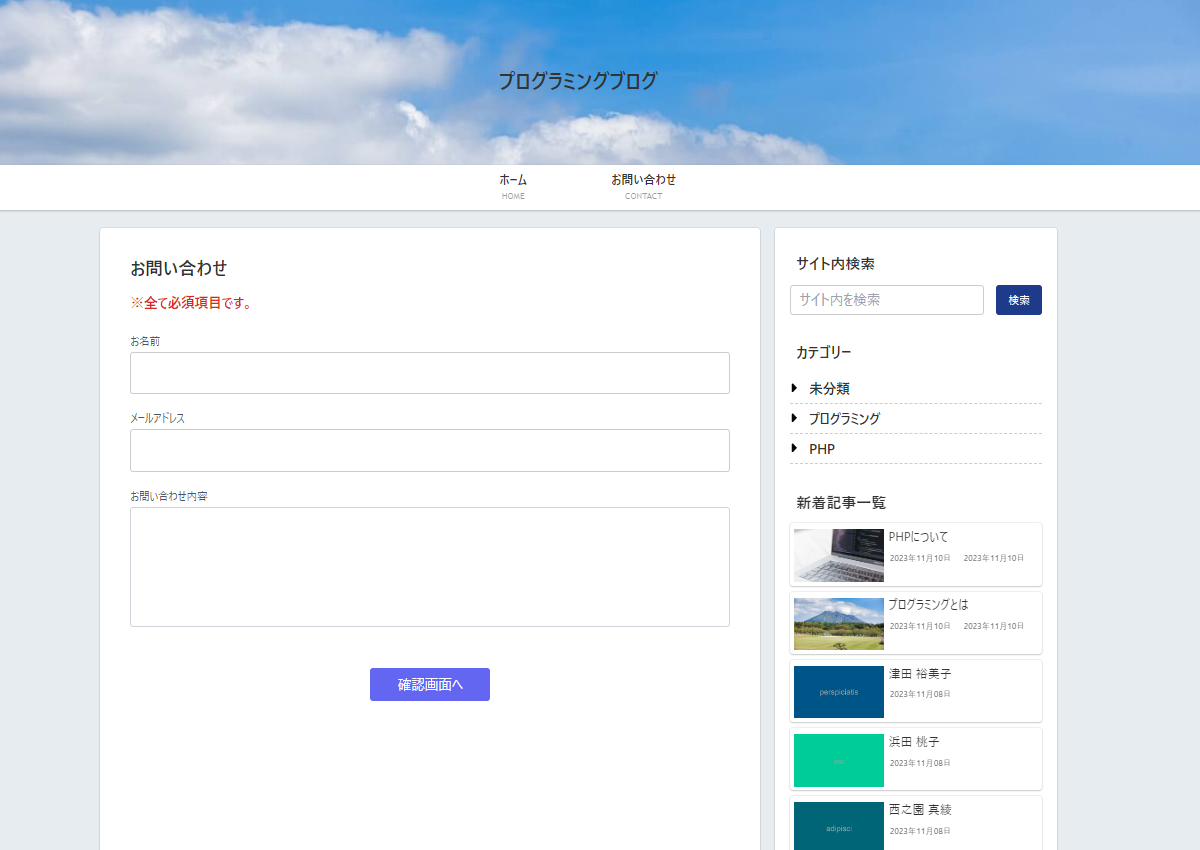 プログラミングブログ
ホーム
HOME
お問い合わせ
CONTACT
お問い合わせ
※全て必須項目です。
お名前
メールアドレス
お問い合わせ内容
確認画面へ
サイト内検索
サイト内を検索
検索
カテゴリー
未分類
プログラミング
PHP
新着記事一覧
PHPについて
2023年11月10日 2023年11月10日
プログラミングとは
2023年11月10日 2023年11月10日
perspiciatis
津田 裕美子
2023年11月08日
浜田 桃子
2023年11月08日
adipisci
西之園 真綾
2023年11月08日